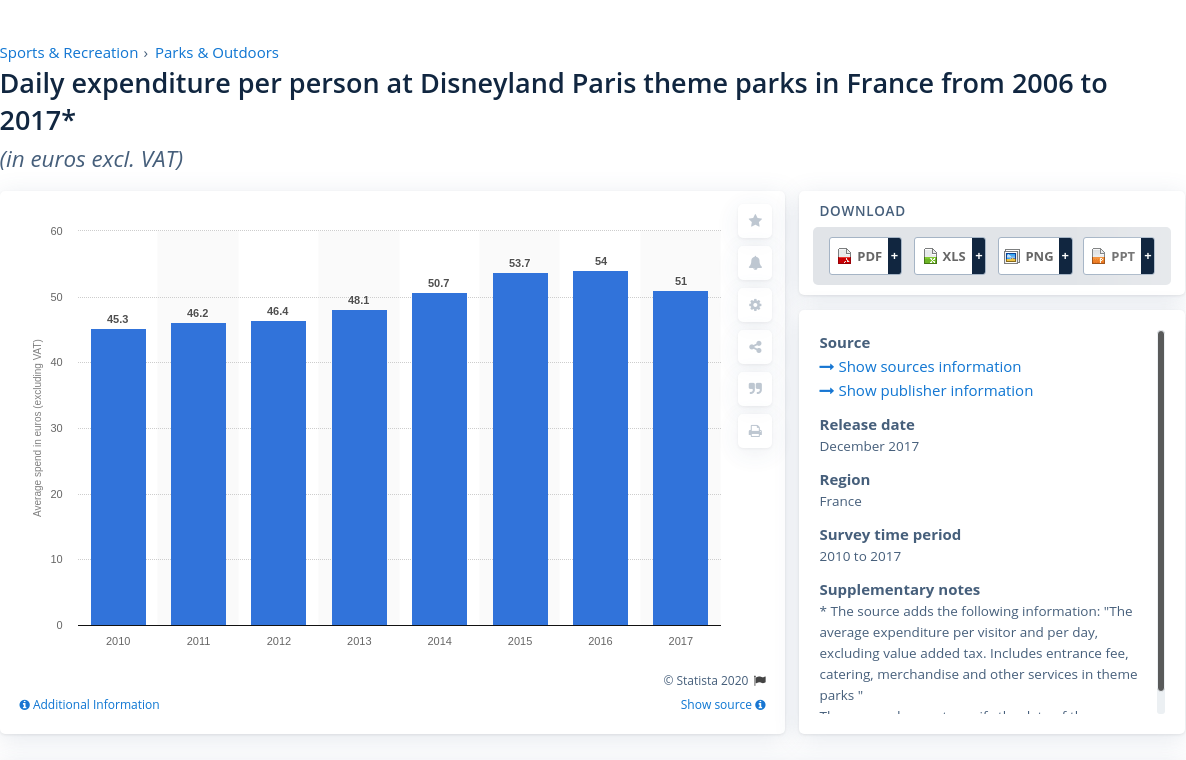 Sports & Recreation › Parks & Outdoors
Daily expenditure per person at Disneyland Paris theme parks in France from 2006 to
2017*
(in euros excl. VAT)
60
50
40
30
20
10
0
Average spend in euros (excluding VAT)
45.3
46.2
46.4
48.1
50.7
53.7
54
51
2010 2011 2012 2013 2014 2015 2016 2017
© Statista 2020
Additional Information
Show source
DOWNLOAD
PDF + XLS + PNG + PPT +
Source
Show sources information
Show publisher information
Release date
December 2017
Region
France
Survey time period
2010 to 2017
Supplementary notes
* The source adds the following information: "The
average expenditure per visitor and per day,
excluding value added tax. Includes entrance fee,
catering, merchandise and other services in theme
parks "